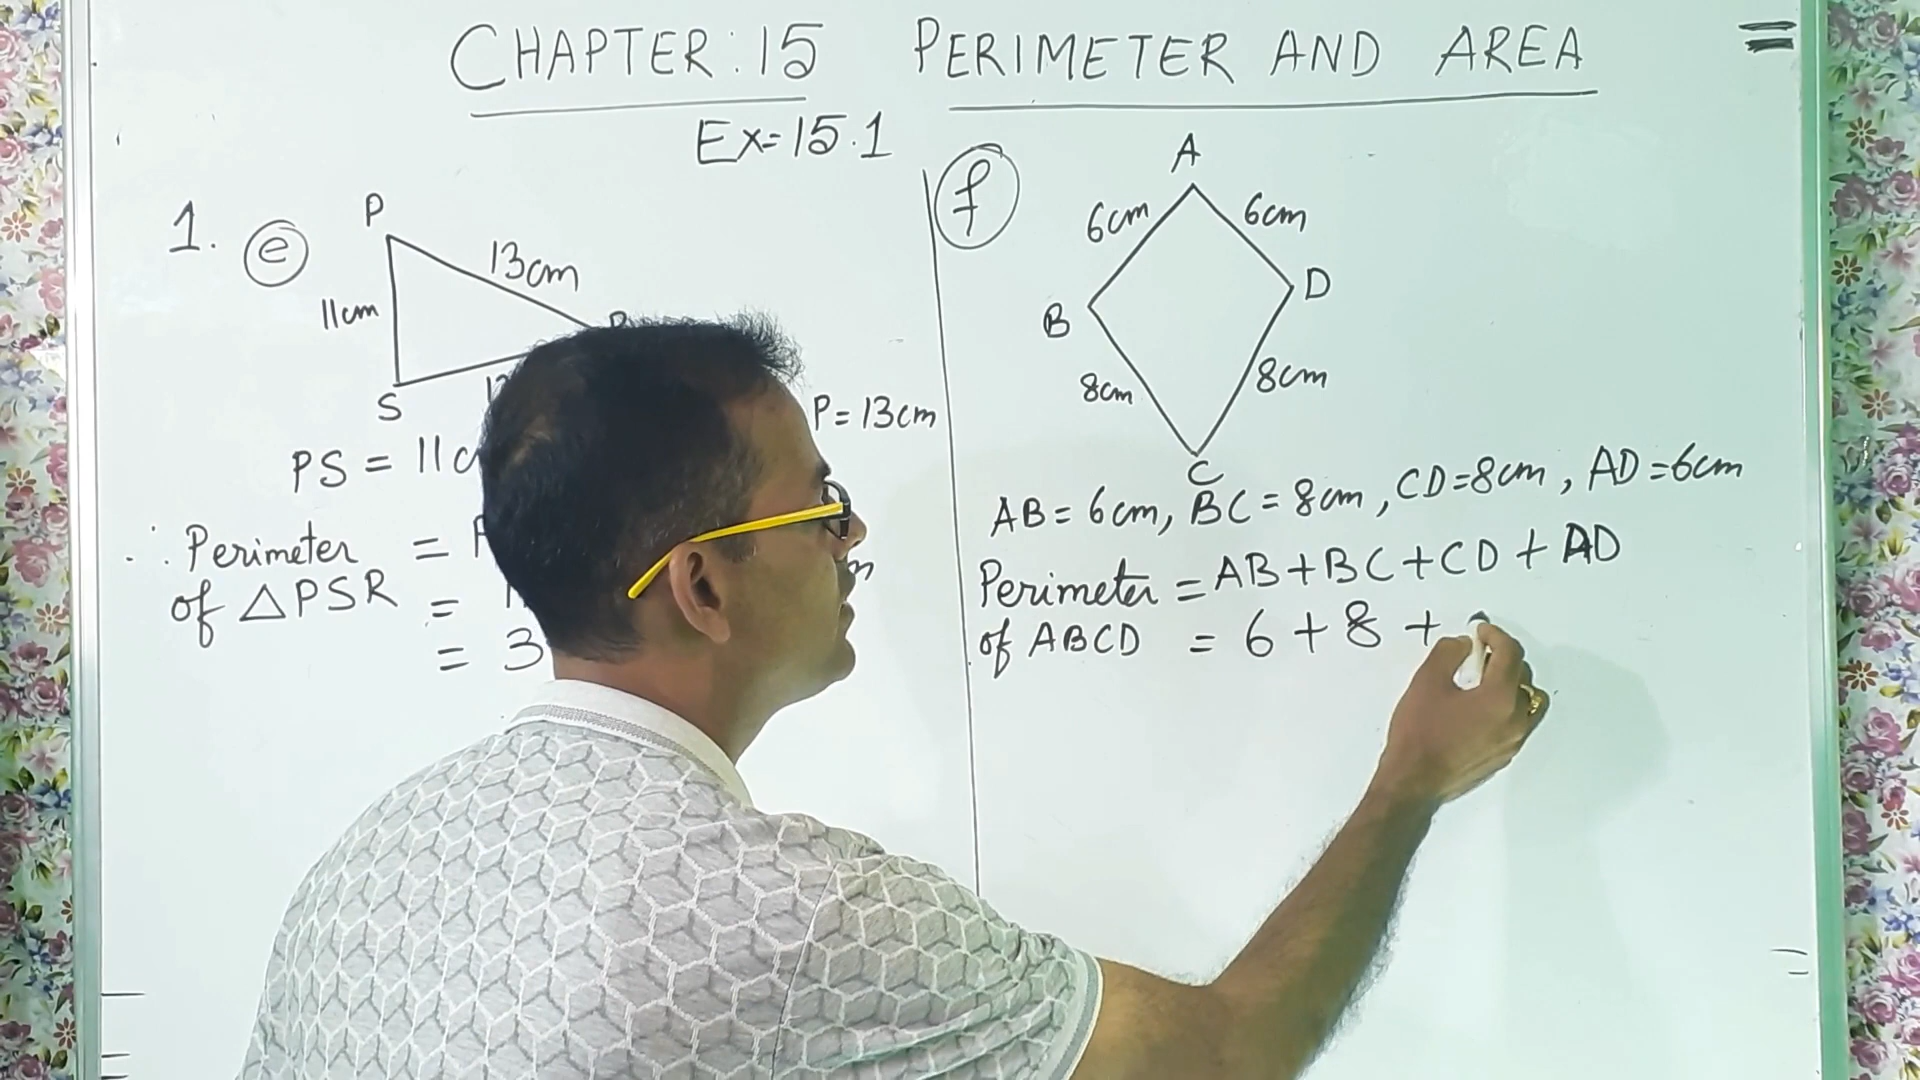 CHAPTER:15 PERIMETER AND AREA
Ex=15.1
1. e
P
13cm
11cm
S
PS = 11c
P = 13cm
∴ Perimeter =
of △PSR =
= 3
f
A
6cm 6cm
B D
8cm 8cm
C
AB = 6cm, BC = 8cm, CD=8cm, AD=6cm
Perimeter = AB+BC+CD+AD
of ABCD = 6 + 8 +